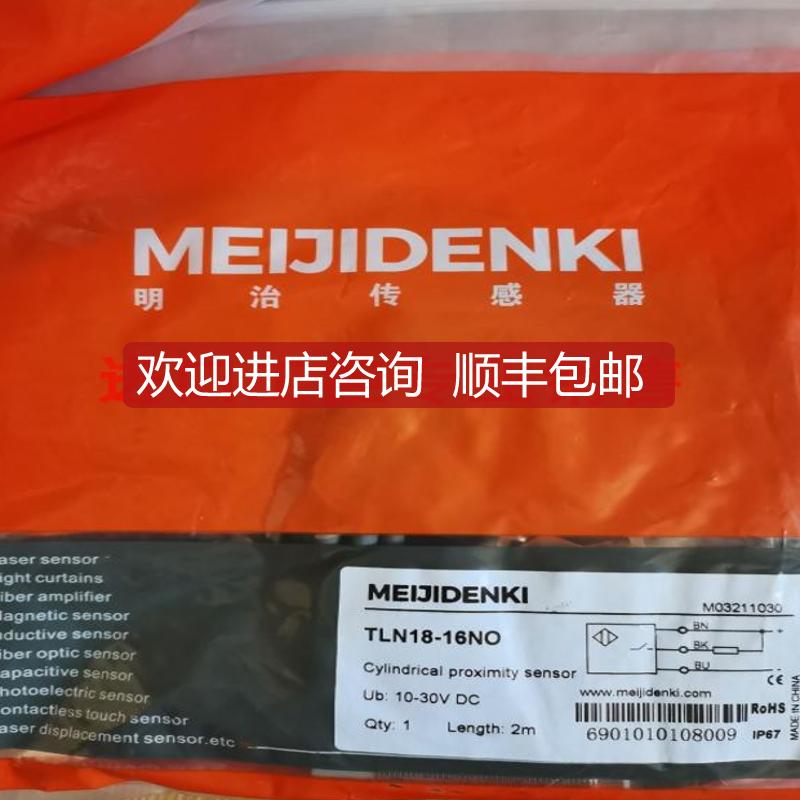 MEIJIDENKI
明治传感器
欢迎进店咨询 顺丰包邮
aser sensor
ight curtains
iber amplifier
Magnetic sensor
nductive sensor
iber optic sensor
apacitive sensor
hotoelectric sensor
ontactless touch sensor
aser displacement sensor.etc
MEIJIDENKI
M03211030
TLN18-16NO
BN +
BK
BU -
Cylindrical proximity sensor
CE
Ub: 10-30V DC
www.meijidenki.com
RoHS
Qty: 1 Length: 2m
6901010108009 IP67
MADE IN CHINA